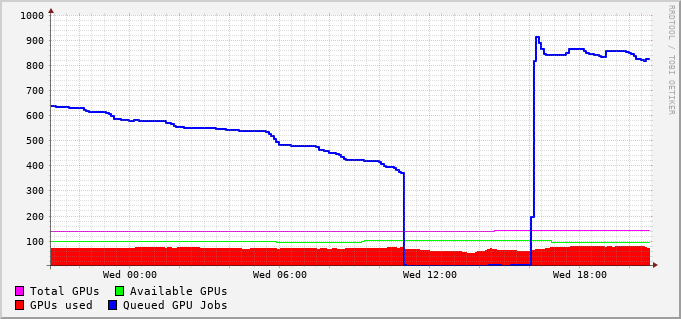 1000
900
800
700
600
500
400
300
200
100
Wed 00:00 Wed 06:00 Wed 12:00 Wed 18:00
Total GPUs Available GPUs
GPUs used Queued GPU Jobs
RRDTOOL / TOBI OETIKER